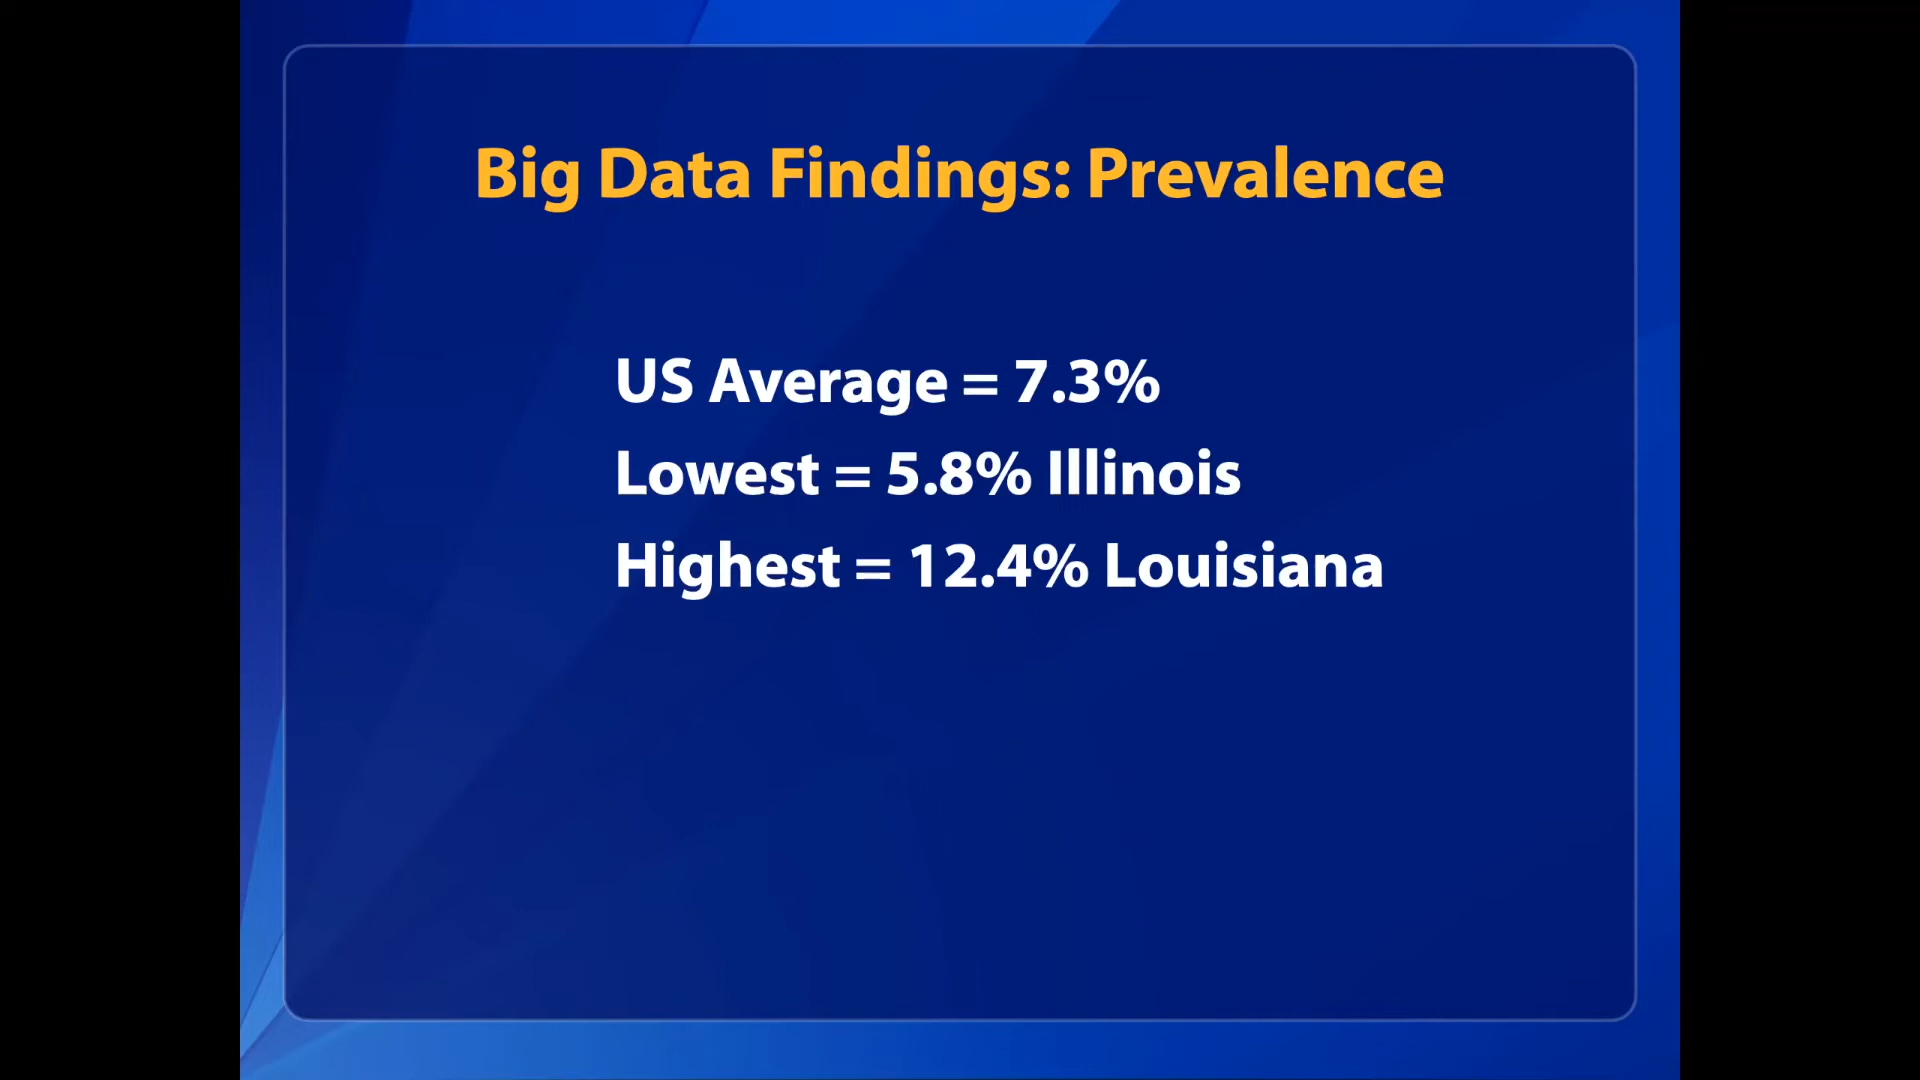 Big Data Findings: Prevalence
US Average = 7.3%
Lowest = 5.8% Illinois
Highest = 12.4% Louisiana